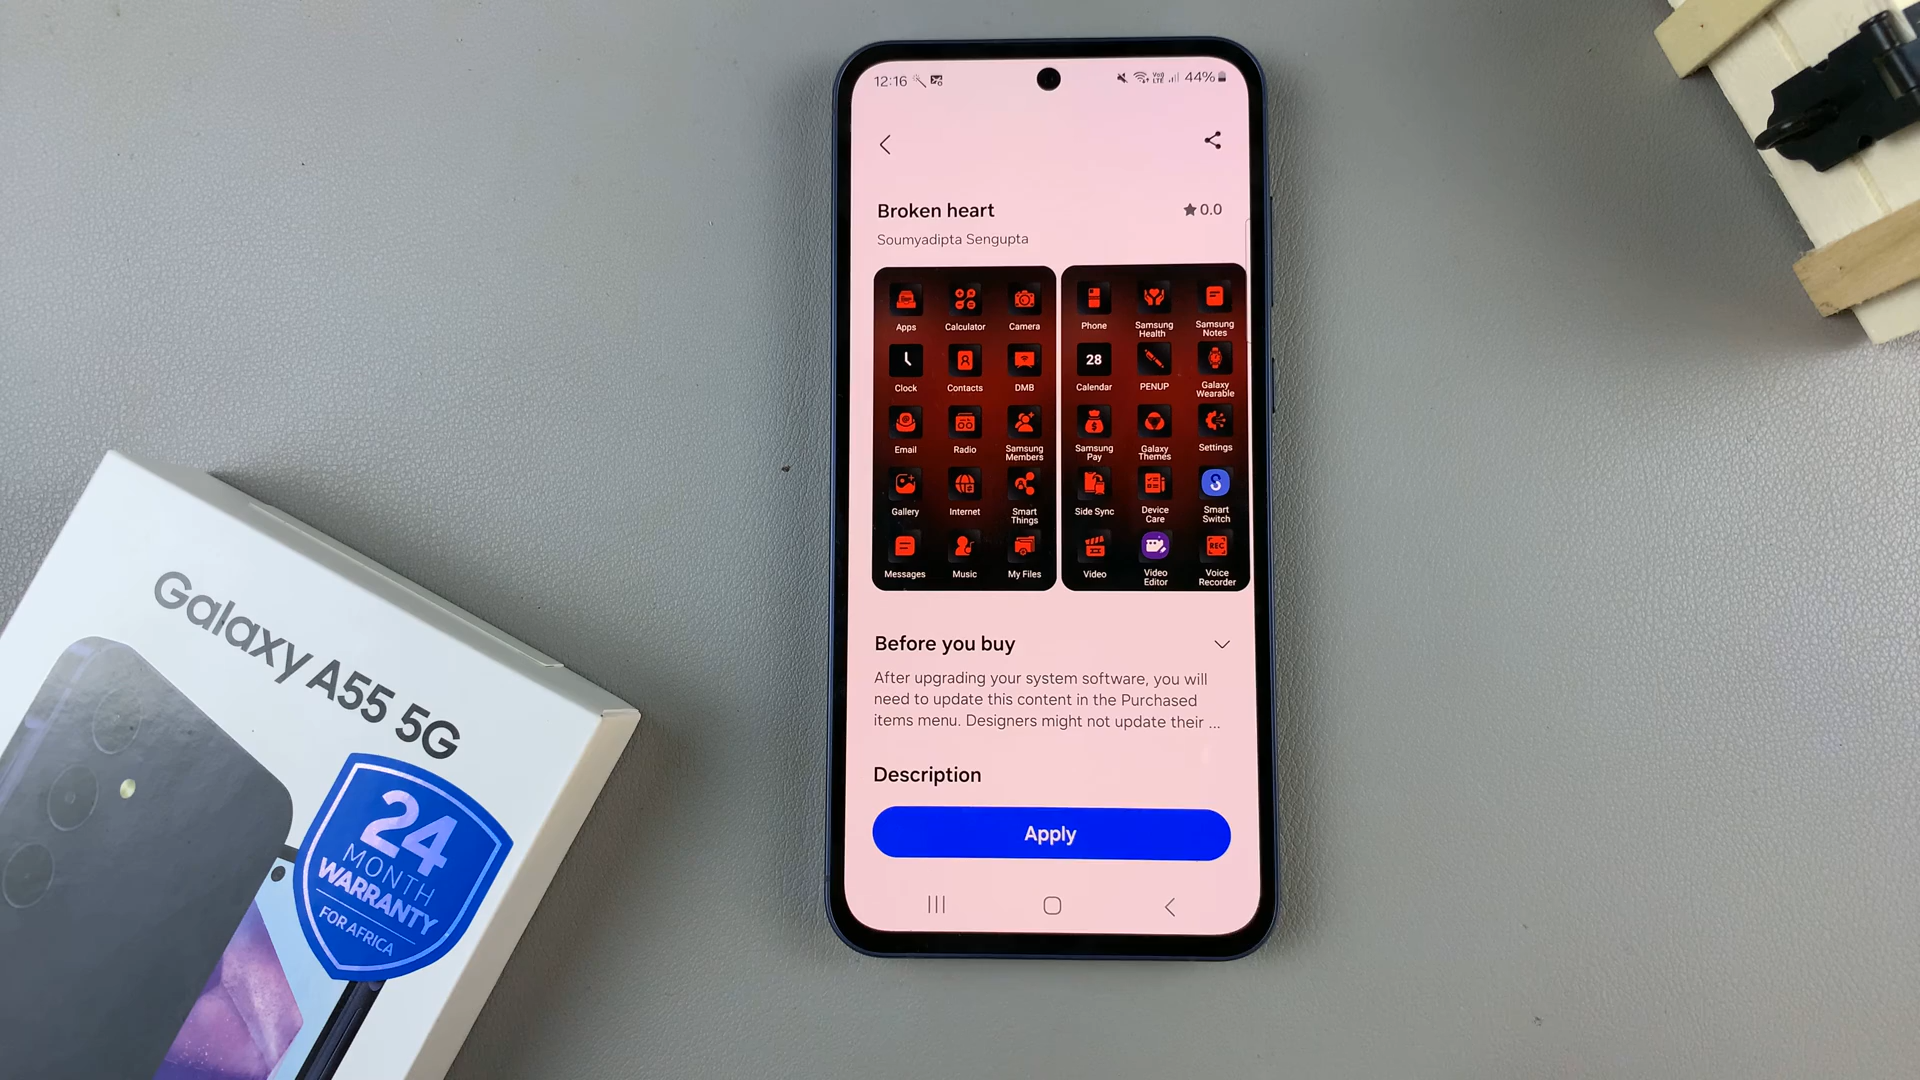 12:16
44%
Broken heart
0.0
Soumyadipta Sengupta
Apps
Calculator
Camera
Clock
Contacts
DMB
Email
Radio
Samsung
Members
Gallery
Internet
Smart
Things
Messages
Music
My Files
Phone
Samsung
Health
Samsung
Notes
28
Calendar
PENUP
Galaxy
Wearable
Samsung
Pay
Galaxy
Themes
Settings
Side Sync
Device
Care
S
Smart
Switch
Video
Video
Editor
REC
Voice
Recorder
Before you buy
After upgrading your system software, you will
need to update this content in the Purchased
items menu. Designers might not update their ...
Description
Apply
Galaxy A55 5G
24
MONTH
WARRANTY
FOR AFRICA